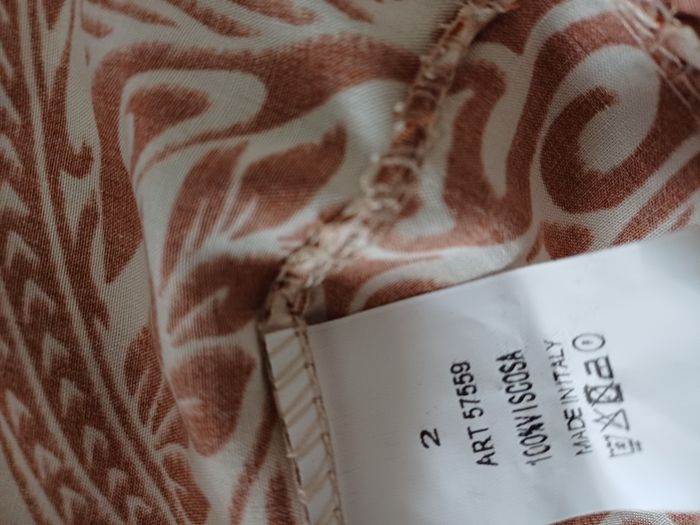 2
ART 57559
100%VISCOSA
MADE IN ITALY